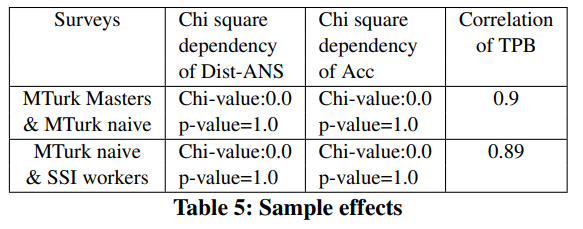 Surveys
Chi square
dependency
of Dist-ANS
Chi square
dependency
of Acc
Correlation
of TPB
MTurk Masters
& MTurk naive
Chi-value:0.0
p-value=1.0
Chi-value:0.0
p-value=1.0
0.9
MTurk naive
& SSI workers
Chi-value:0.0
p-value=1.0
Chi-value:0.0
p-value=1.0
0.89
Table 5: Sample effects